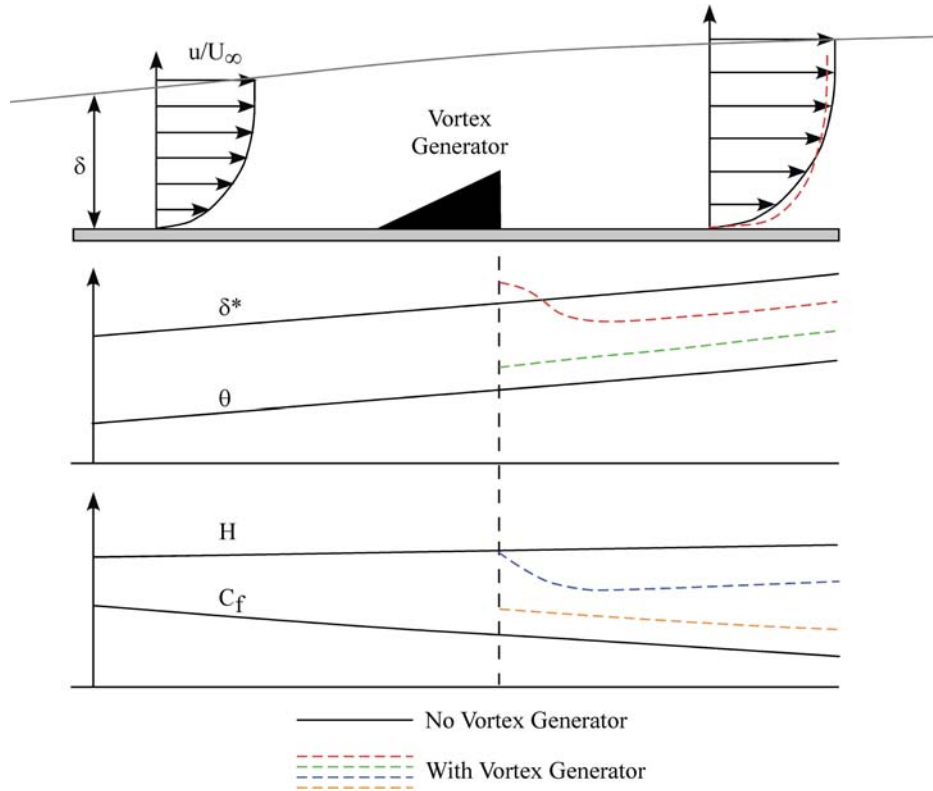 u/U∞
δ
Vortex
Generator
δ*
θ
H
Cf
No Vortex Generator
With Vortex Generator